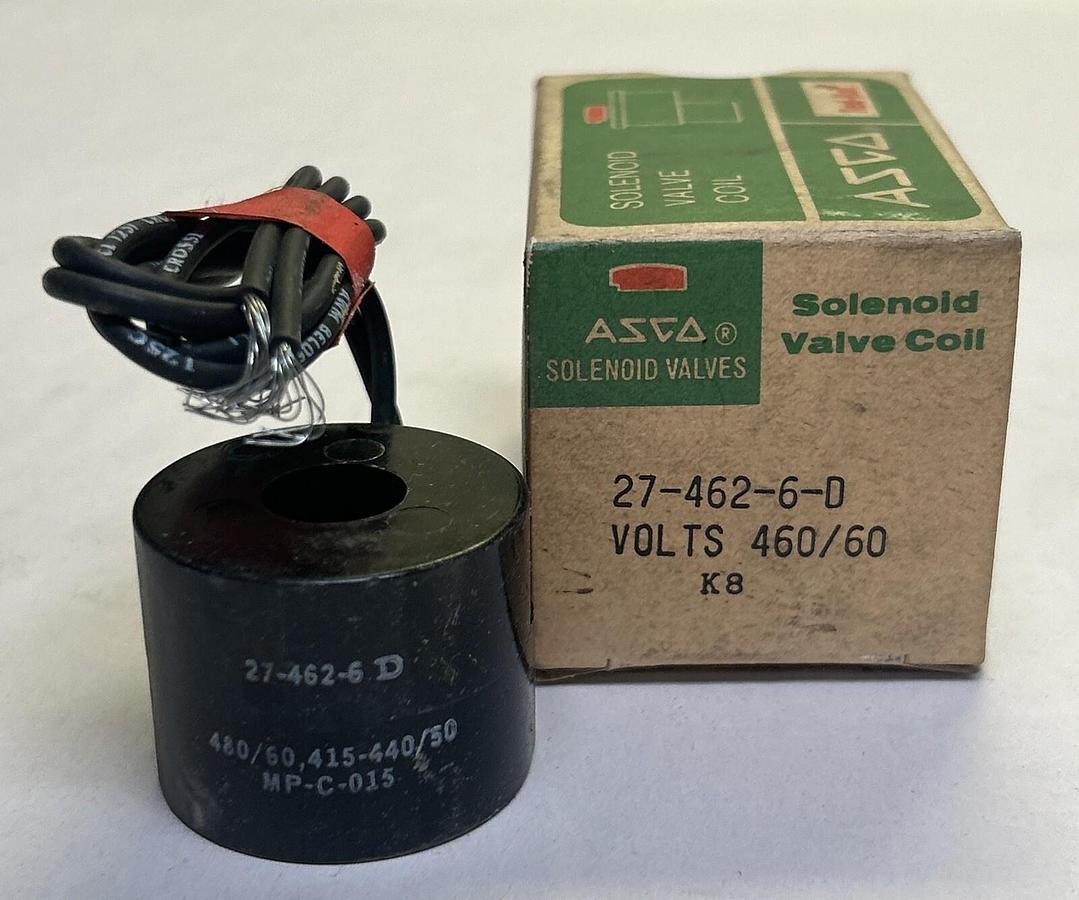 SOLENOID
VALVE
COIL
ASCO
ASCO®
SOLENOID VALVES
Solenoid
Valve Coil
27-462-6-D
VOLTS 460/60
K8
125C
27-462-6 D
480/60,415-440/50
MP-C-015